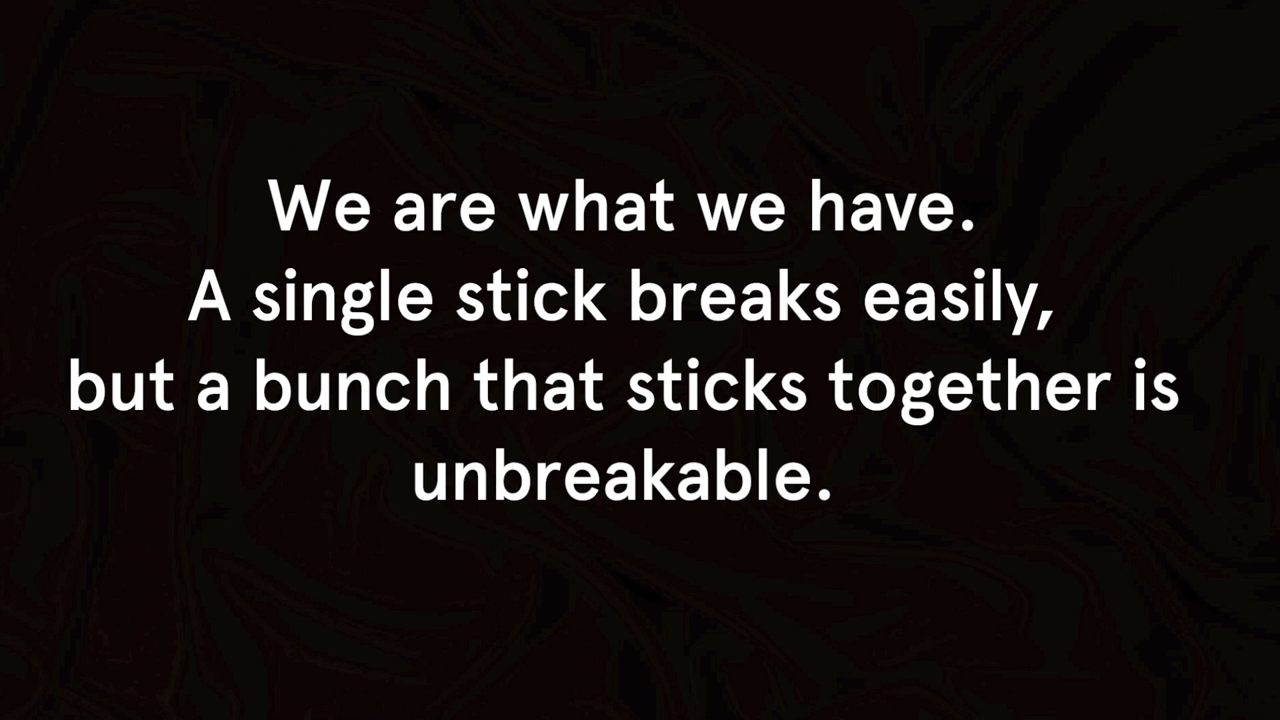 We are what we have.
A single stick breaks easily,
but a bunch that sticks together is
unbreakable.